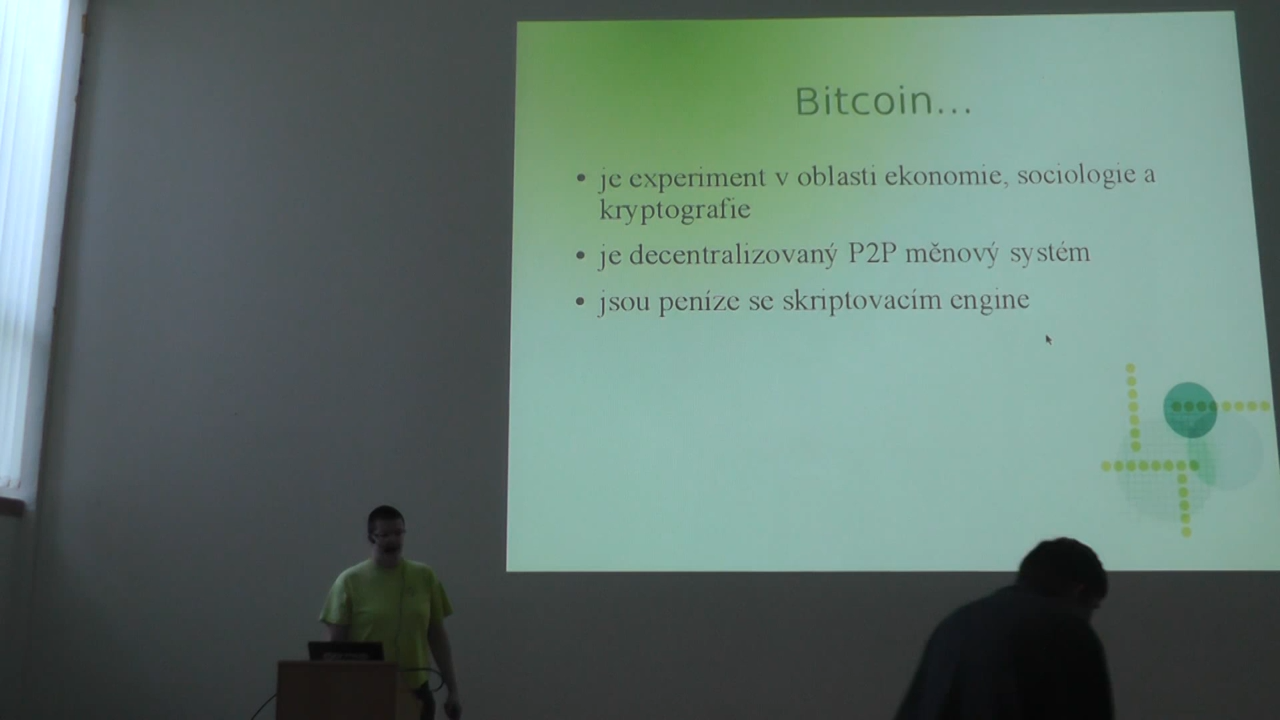 Bitcoin...
• je experiment v oblasti ekonomie, sociologie a
kryptografie
• je decentralizovaný P2P měnový systém
• jsou peníze se skriptovacím engine